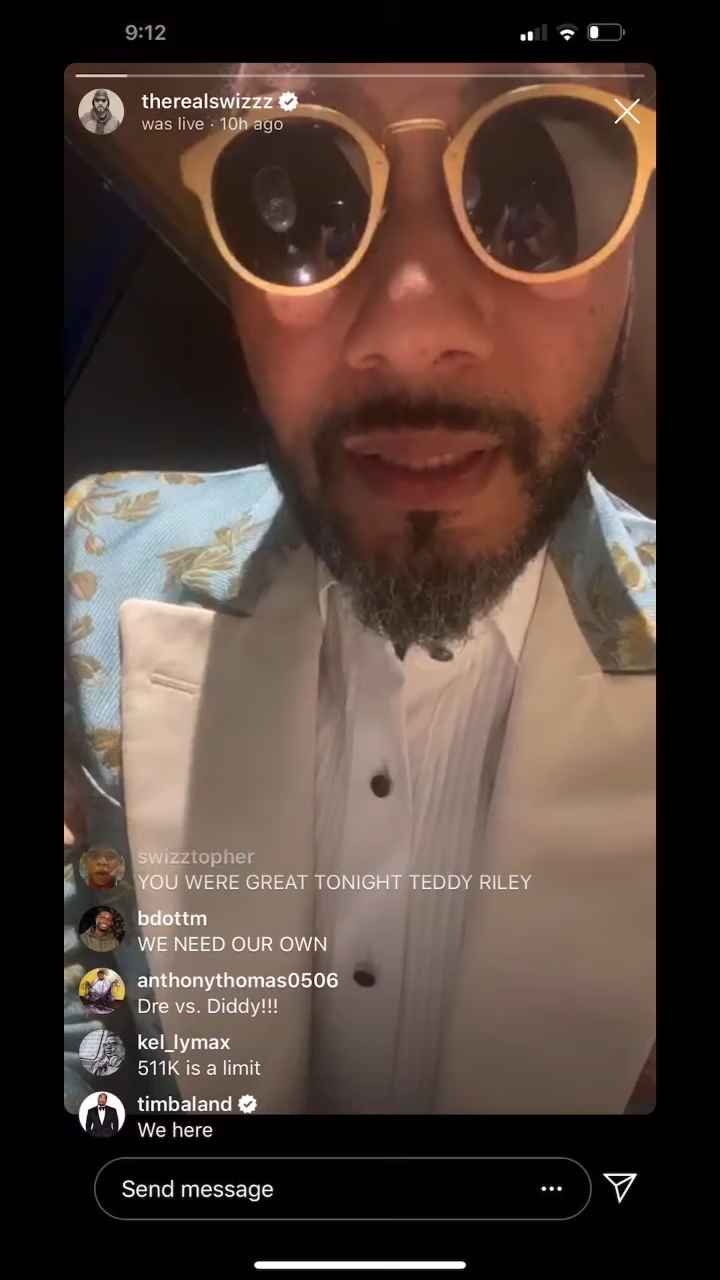 9:12
therealswizzz
was live · 10h ago
swizztopher
YOU WERE GREAT TONIGHT TEDDY RILEY
bdottm
WE NEED OUR OWN
anthonythomas0506
Dre vs. Diddy!!!
kel_lymax
511K is a limit
timbaland
We here
Send message